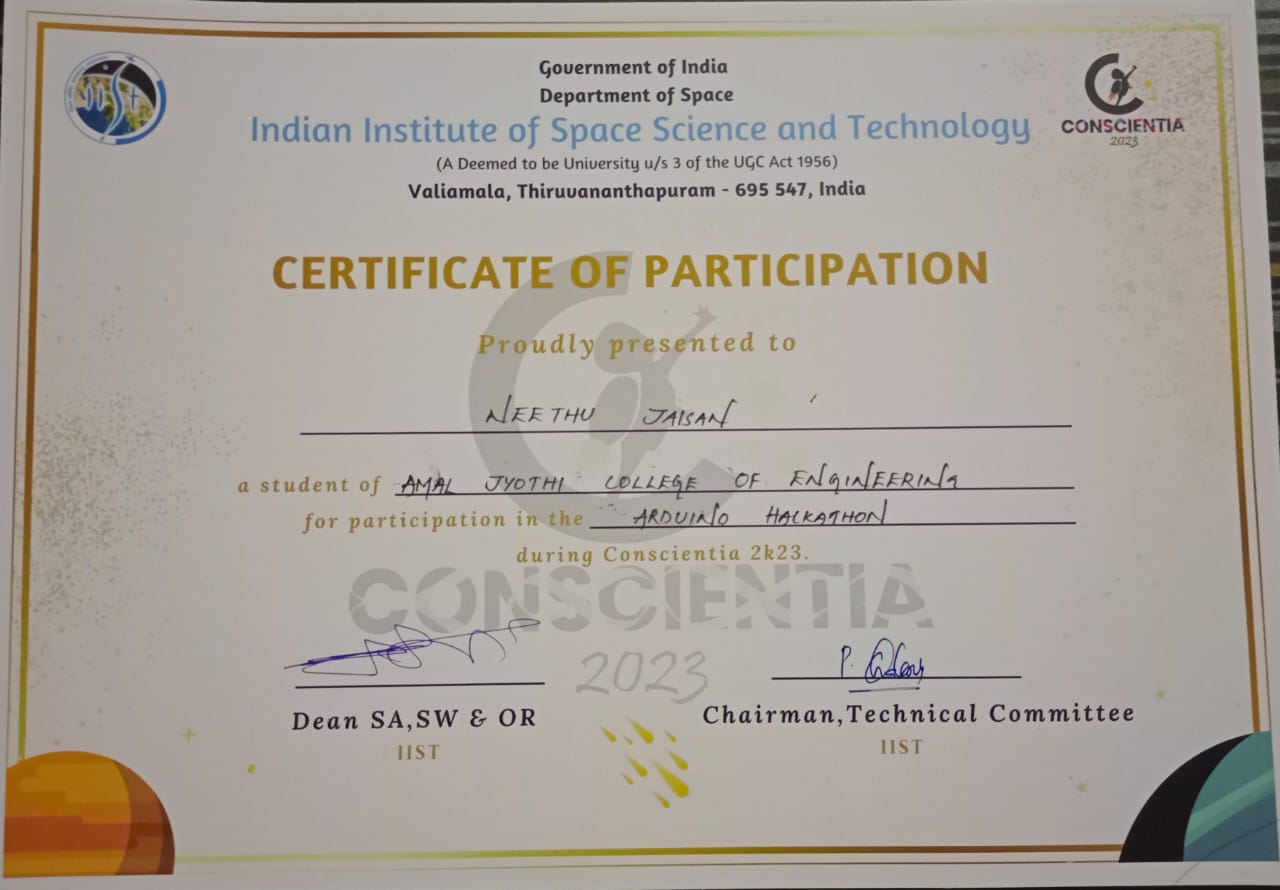 Government of India
Department of Space
Indian Institute of Space Science and Technology
(A Deemed to be University u/s 3 of the UGC Act 1956)
Valiamala, Thiruvananthapuram - 695 547, India
IIST
CONSCIENTIA
2023
CERTIFICATE OF PARTICIPATION
Proudly presented to
NEETHU JAISAN
a student of AMAL JYOTHI COLLEGE OF ENGINEERING
for participation in the ARDUINO HACKATHON
during Conscientia 2k23.
CONSCIENTIA
2023
P.
Dean SA,SW & OR
Chairman,Technical Committee
IIST
IIST